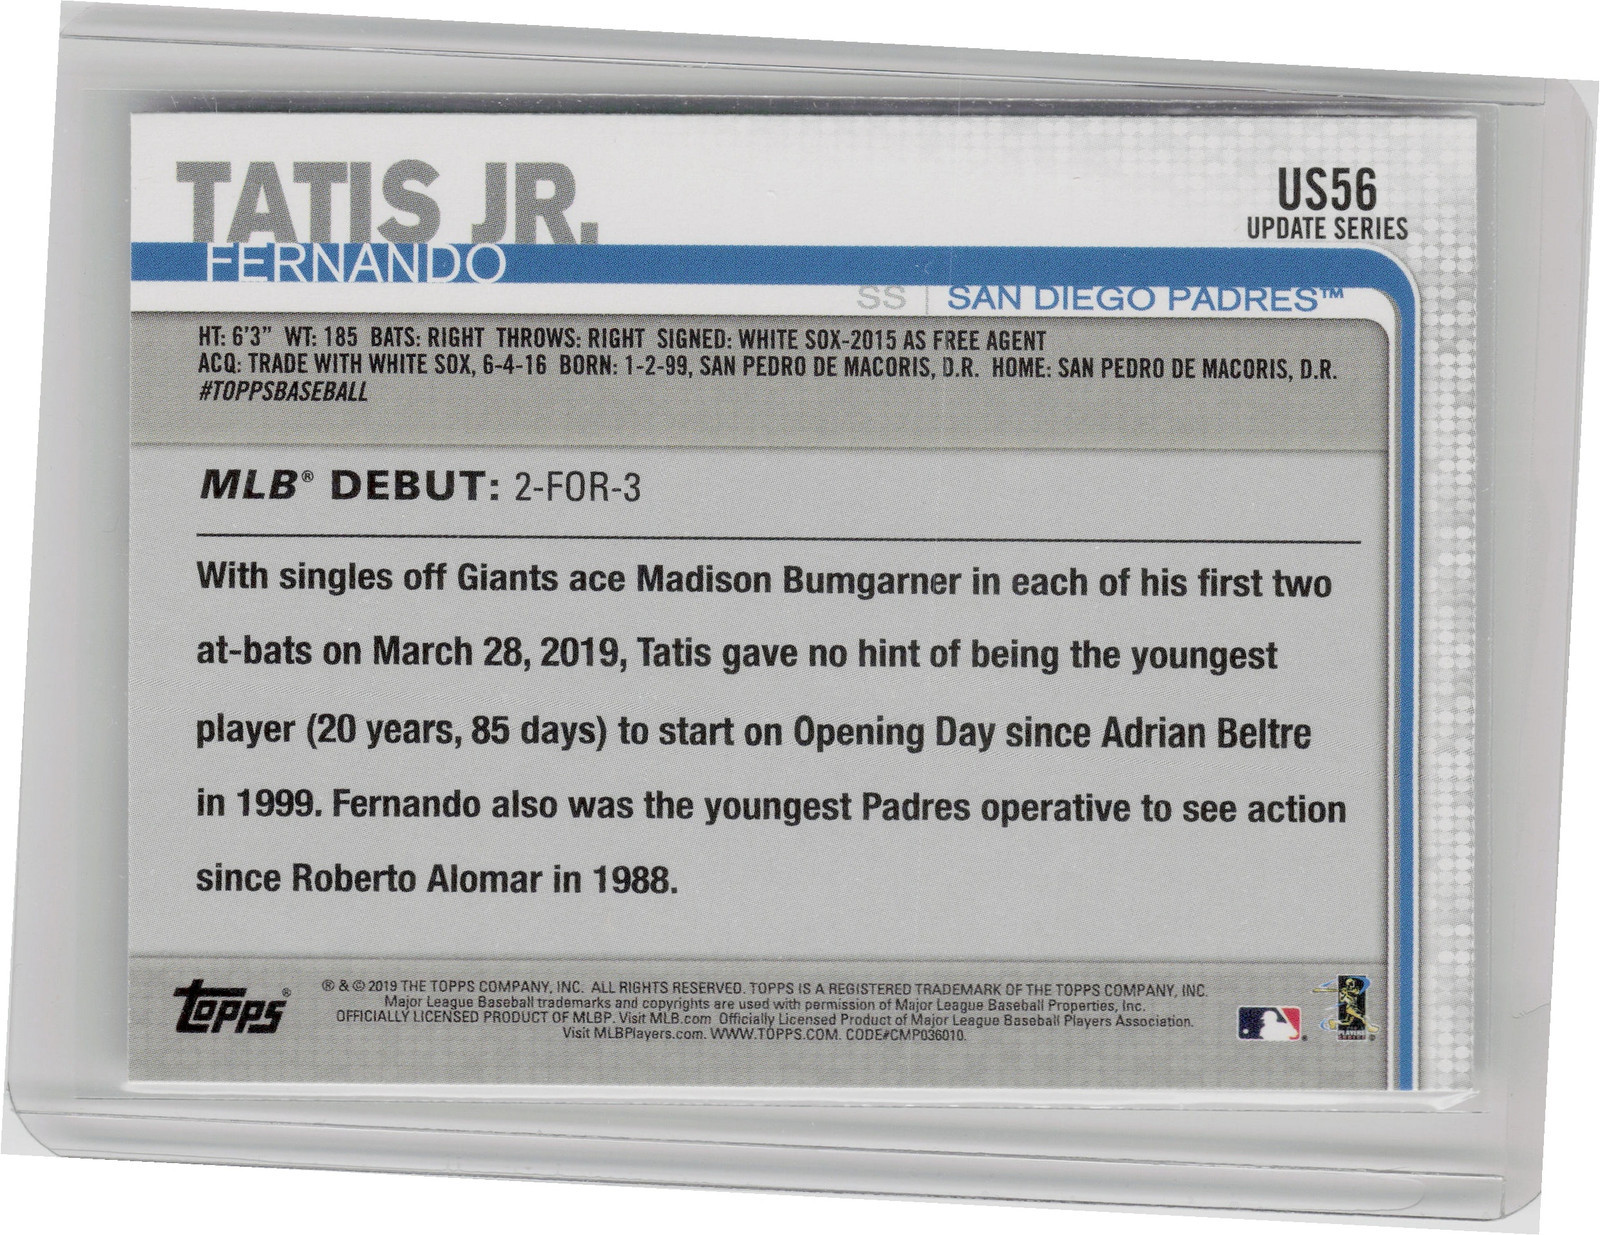 TATIS JR.
US56
UPDATE SERIES
FERNANDO
SS | SAN DIEGO PADRES™
HT: 6'3" WT: 185 BATS: RIGHT THROWS: RIGHT SIGNED: WHITE SOX-2015 AS FREE AGENT
ACQ: TRADE WITH WHITE SOX, 6-4-16 BORN: 1-2-99, SAN PEDRO DE MACORIS, D.R. HOME: SAN PEDRO DE MACORIS, D.R.
#TOPPSBASEBALL
MLB® DEBUT: 2-FOR-3
With singles off Giants ace Madison Bumgarner in each of his first two
at-bats on March 28, 2019, Tatis gave no hint of being the youngest
player (20 years, 85 days) to start on Opening Day since Adrian Beltre
in 1999. Fernando also was the youngest Padres operative to see action
since Roberto Alomar in 1988.
topps®
® & © 2019 THE TOPPS COMPANY, INC. ALL RIGHTS RESERVED. TOPPS IS A REGISTERED TRADEMARK OF THE TOPPS COMPANY, INC.
Major League Baseball trademarks and copyrights are used with permission of Major League Baseball Properties, Inc.
OFFICIALLY LICENSED PRODUCT OF MLBP. Visit MLB.com Officially Licensed Product of Major League Baseball Players Association.
Visit MLBPlayers.com. WWW.TOPPS.COM. CODE#CMP036010.
PLAYERS